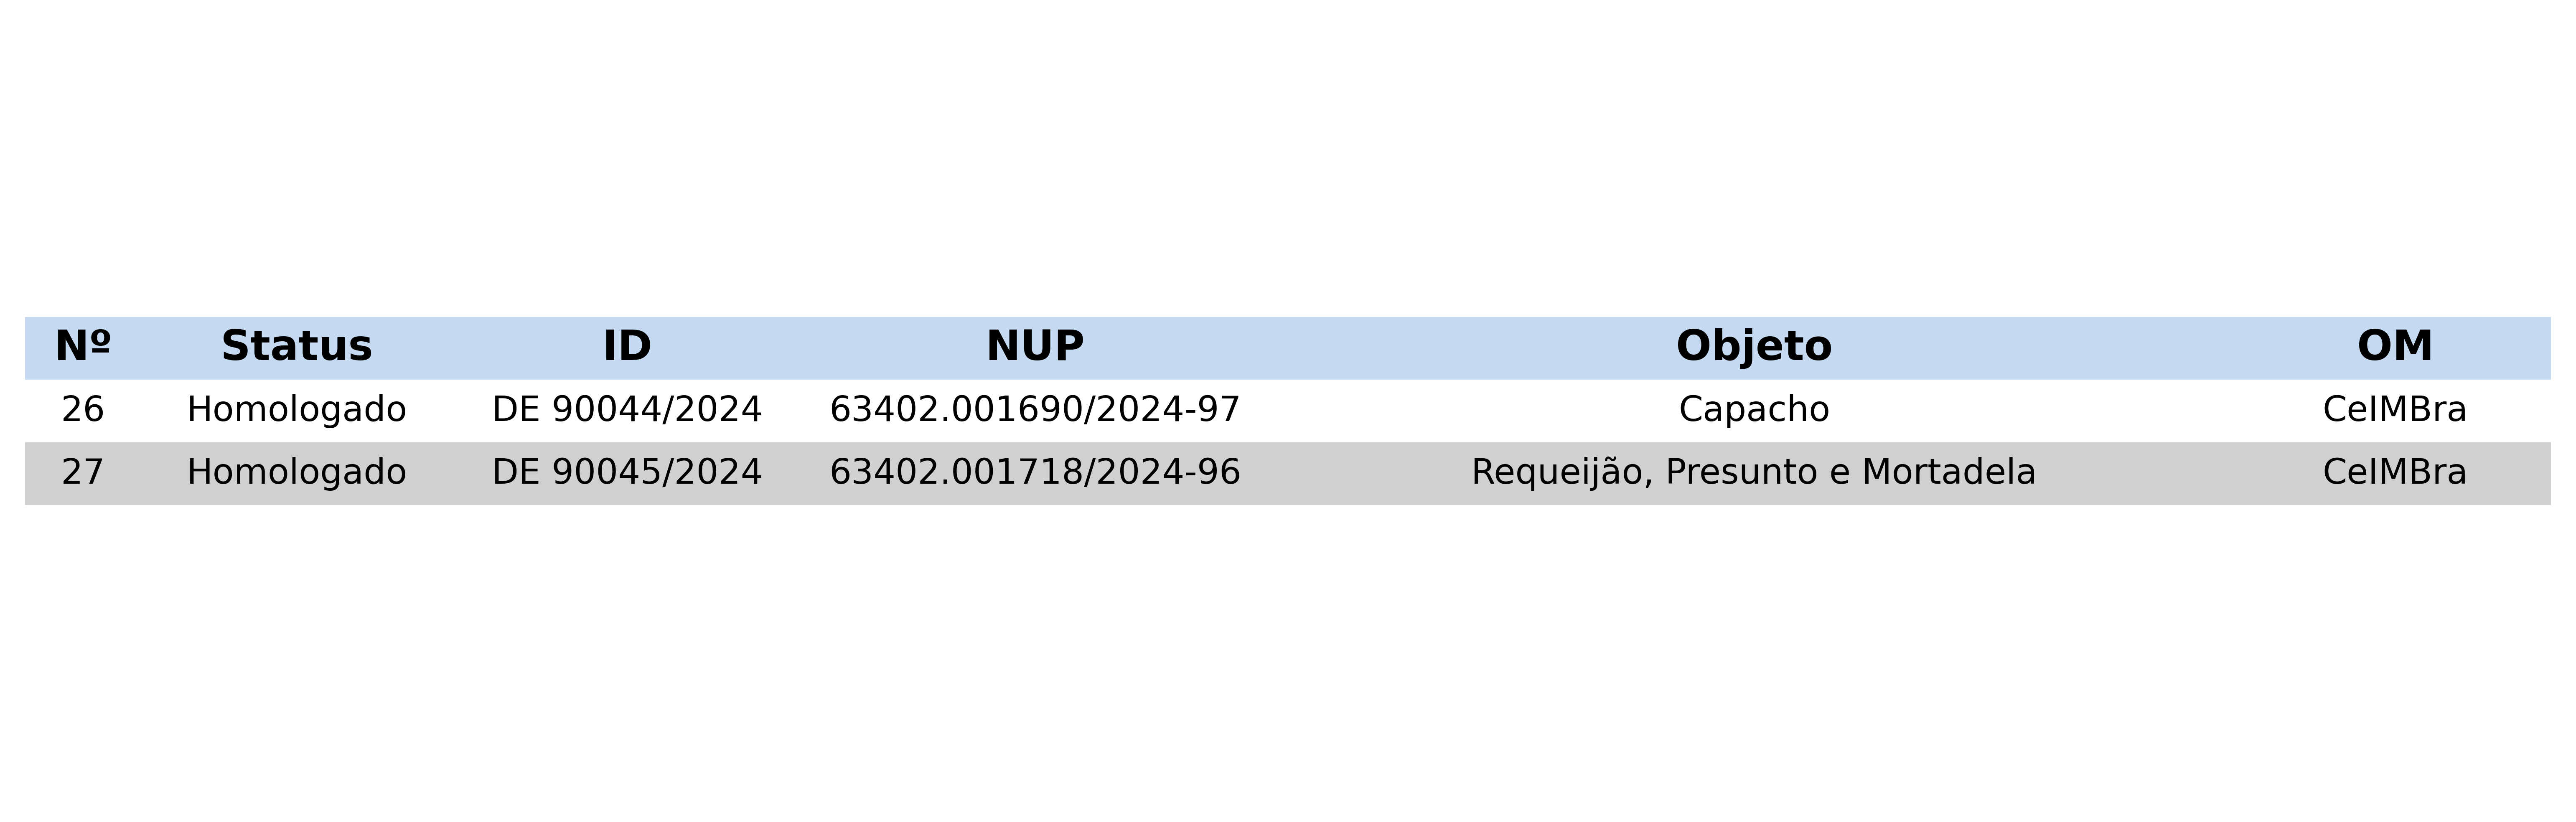 Nº Status ID NUP Objeto OM
26 Homologado DE 90044/2024 63402.001690/2024-97 Capacho CeIMBra
27 Homologado DE 90045/2024 63402.001718/2024-96 Requeijão, Presunto e Mortadela CeIMBra